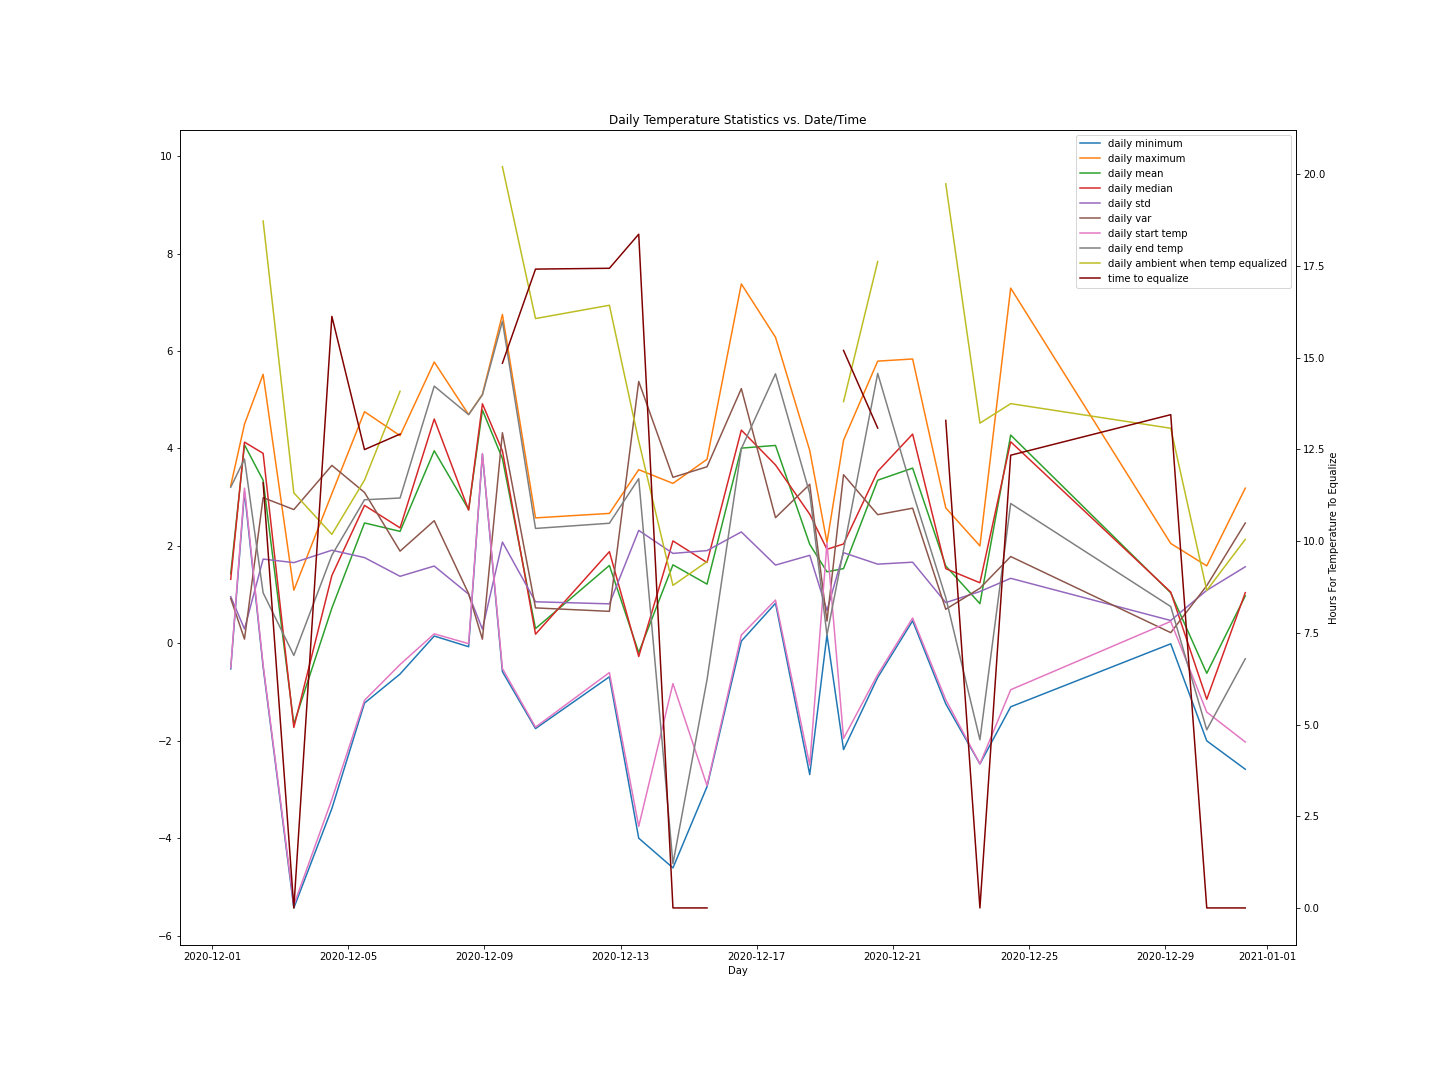 Daily Temperature Statistics vs. Date/Time
10
8
6
4
2
0
−2
−4
−6
daily minimum
daily maximum
daily mean
daily median
daily std
daily var
daily start temp
daily end temp
daily ambient when temp equalized
time to equalize
20.0
17.5
15.0
12.5
10.0
7.5
5.0
2.5
0.0
Hours For Temperature To Equalize
2020-12-01 2020-12-05 2020-12-09 2020-12-13 2020-12-17 2020-12-21 2020-12-25 2020-12-29 2021-01-01
Day